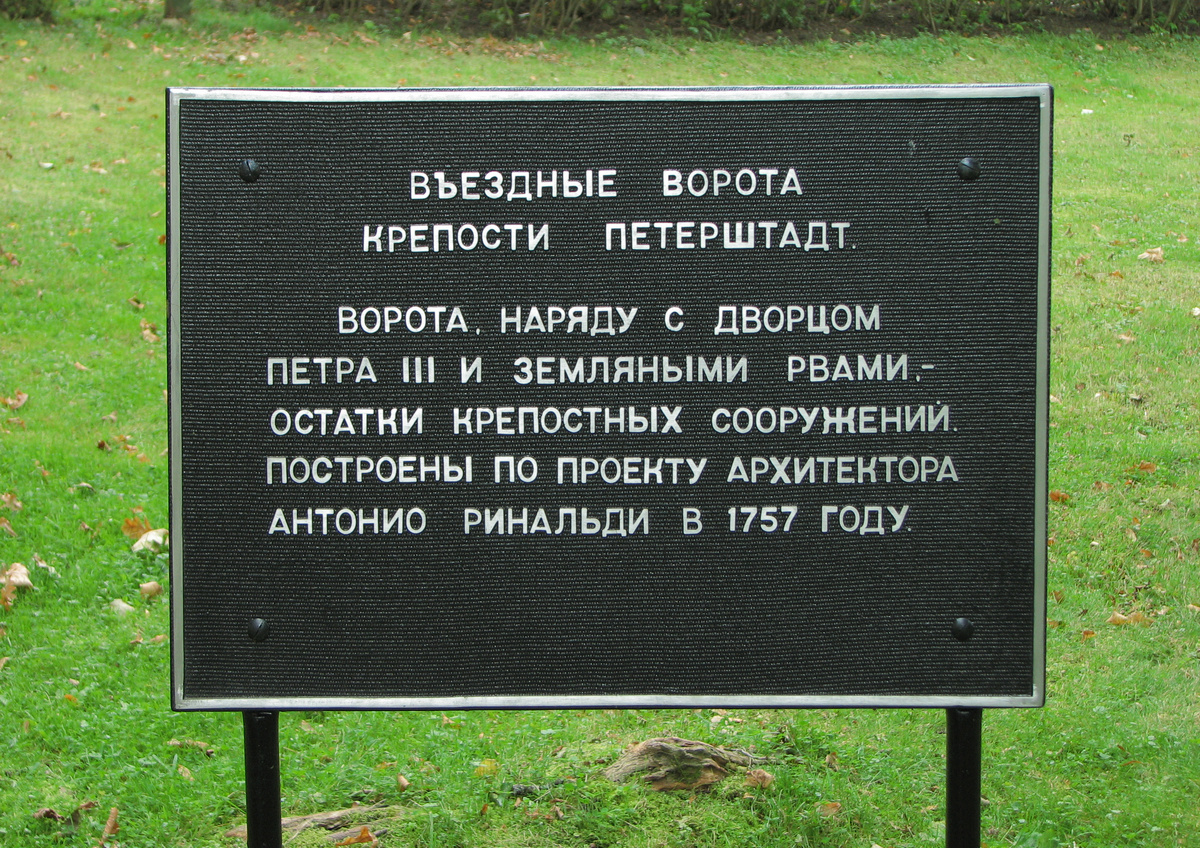 ВЪЕЗДНЫЕ ВОРОТА
КРЕПОСТИ ПЕТЕРШТАДТ.
ВОРОТА, НАРЯДУ С ДВОРЦОМ
ПЕТРА III И ЗЕМЛЯНЫМИ РВАМИ,-
ОСТАТКИ КРЕПОСТНЫХ СООРУЖЕНИЙ.
ПОСТРОЕНЫ ПО ПРОЕКТУ АРХИТЕКТОРА
АНТОНИО РИНАЛЬДИ В 1757 ГОДУ.